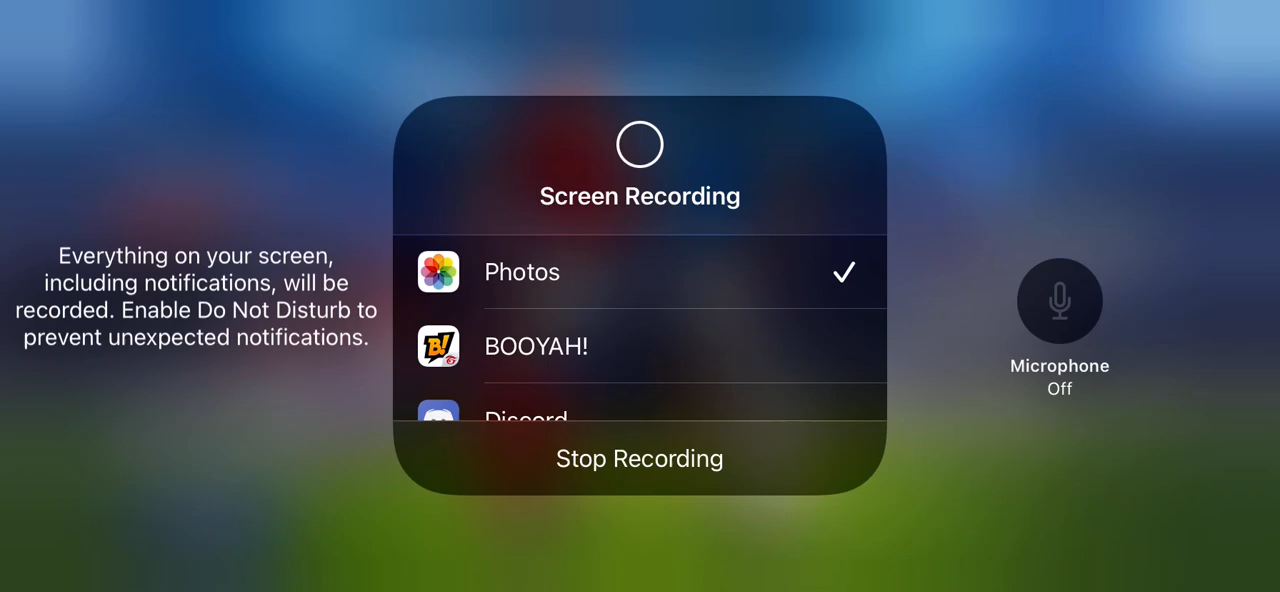 Screen Recording
Everything on your screen,
including notifications, will be
recorded. Enable Do Not Disturb to
prevent unexpected notifications.
Photos
B!
BOOYAH!
Discord
Stop Recording
Microphone
Off